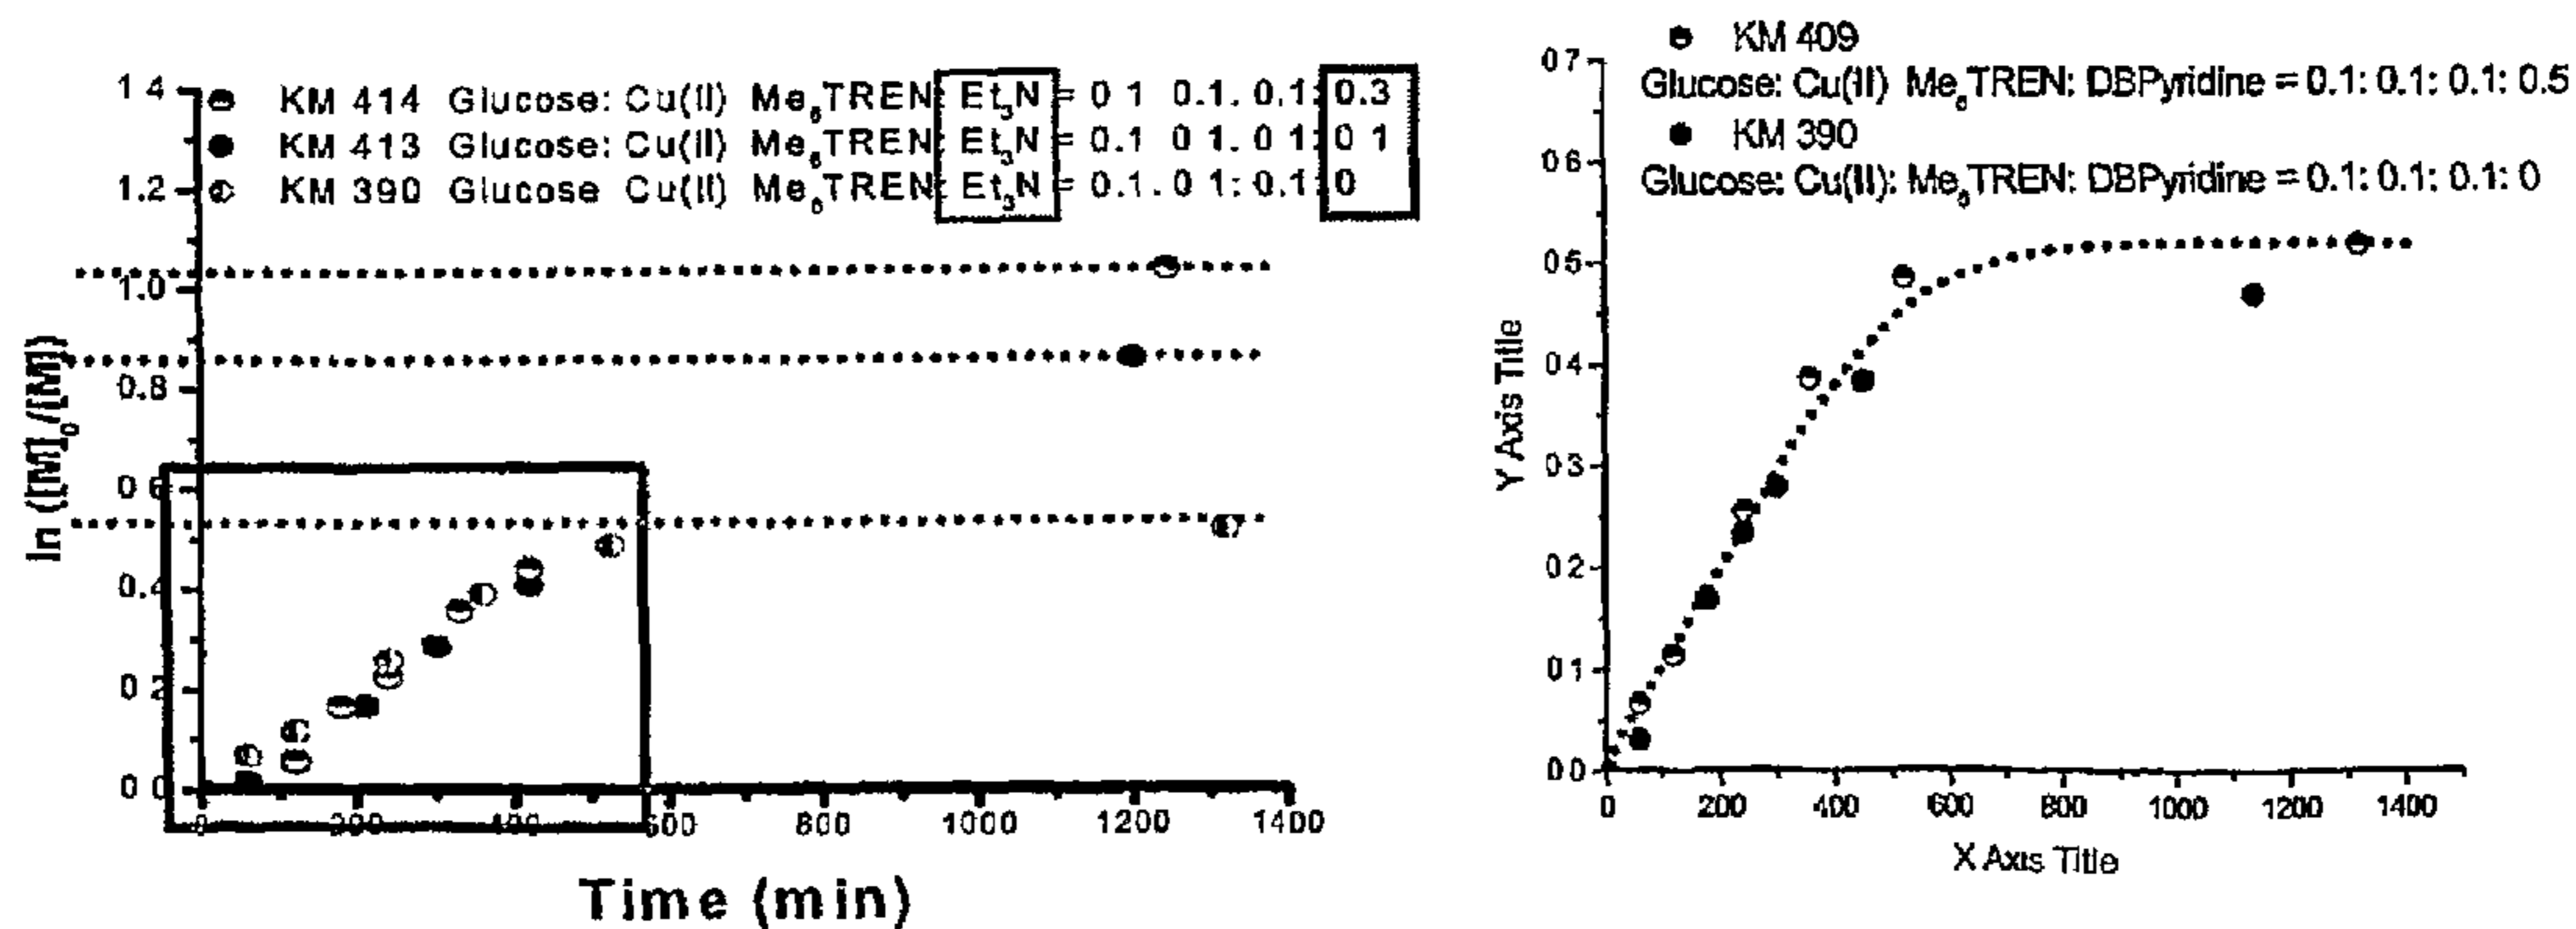 1.4
KM 414 Glucose: Cu(II) Me6TREN: Et3N = 0 1 0.1. 0.1: 0.3
KM 413 Glucose: Cu(II) Me6TREN: Et3N = 0.1 0 1. 0 1: 0 1
1.2
KM 390 Glucose Cu(II) Me6TREN: Et3N = 0.1. 0 1: 0.1: 0
1.0
0.8
0 6
0.4
0 2
0 0
ln ([M]0/[M])
0 200 400 600 800 1000 1200 1400
Time (min)
KM 409
Glucose: Cu(II) Me6TREN: DBPyridine = 0.1: 0.1: 0.1: 0.5
KM 390
Glucose: Cu(II): Me6TREN: DBPyridine = 0.1: 0.1: 0.1: 0
0 7
0 6
0 5
0 4
0 3
0 2
0 1
0 0
Y Axis Title
0 200 400 600 800 1000 1200 1400
X Axis Title